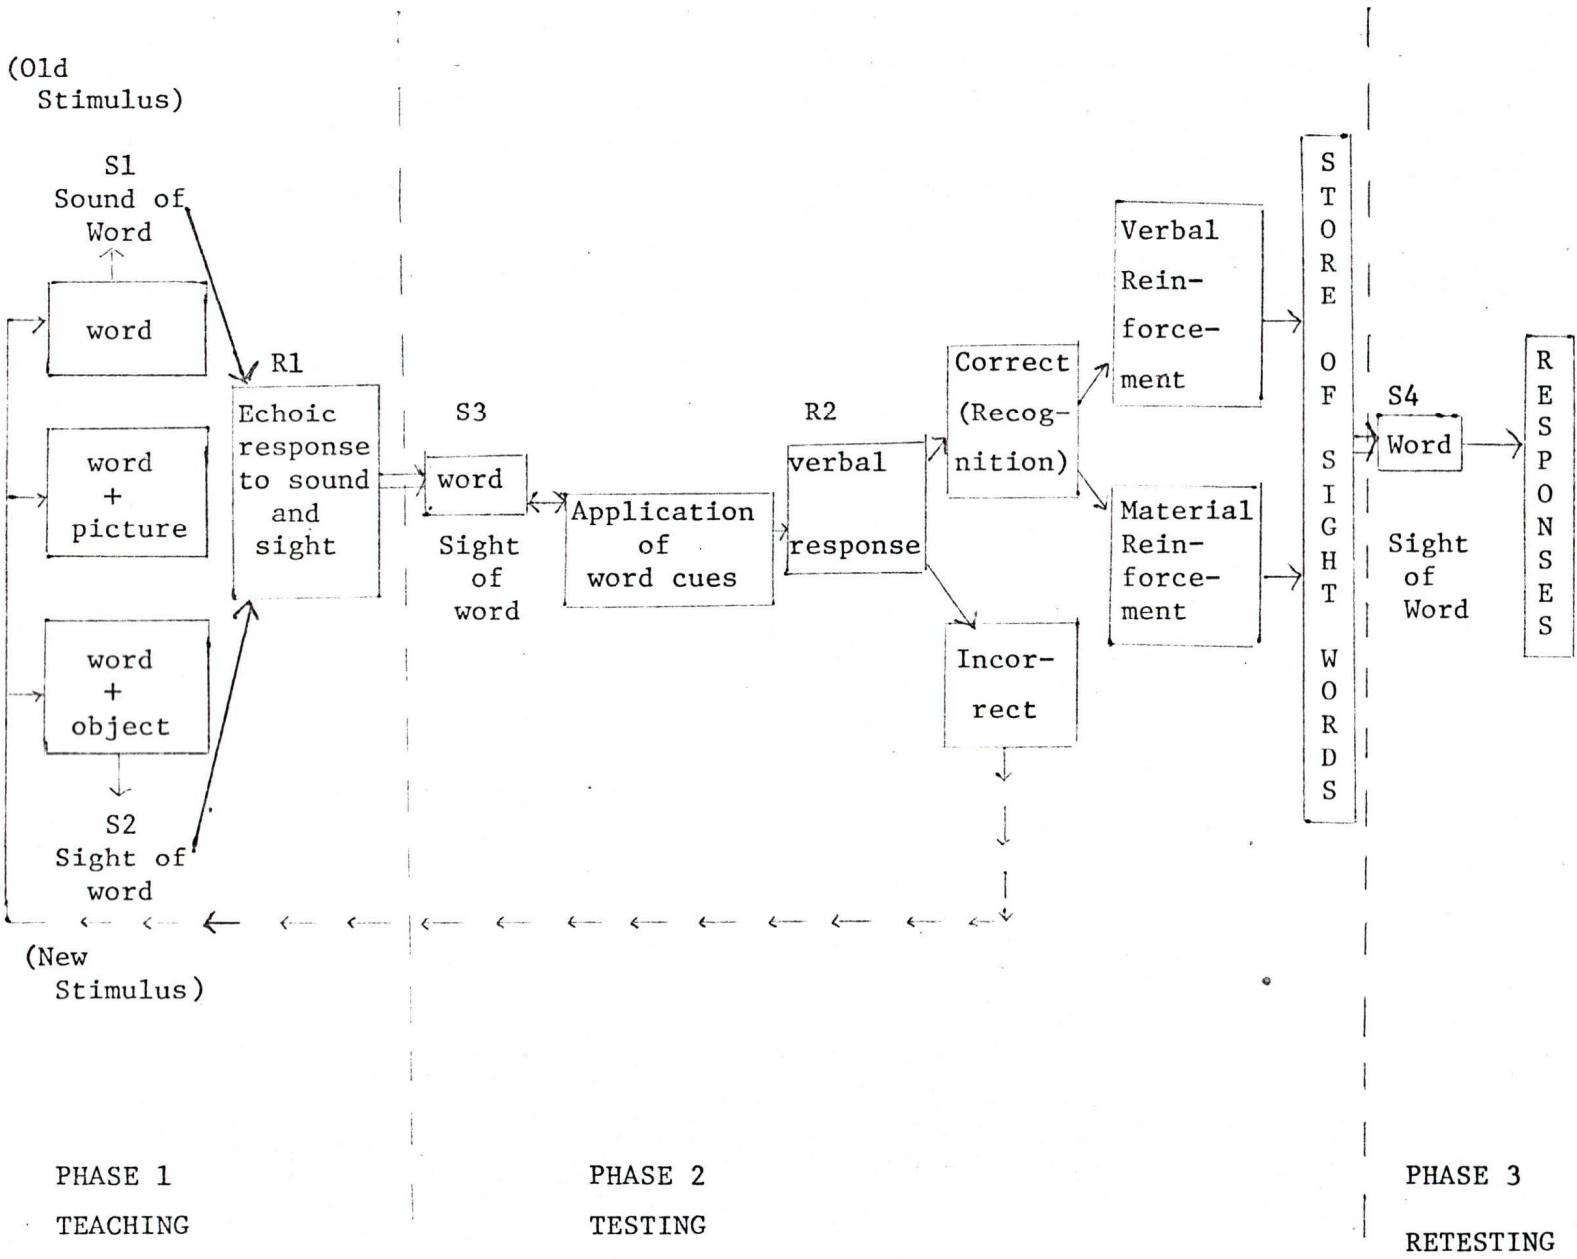 (Old
Stimulus)
S1
Sound of
Word
word
word
+
picture
word
+
object
S2
Sight of
word
(New
Stimulus)
R1
Echoic
response
to sound
and
sight
S3
word
Sight
of
word
Application
of
word cues
R2
verbal
response
Correct
(Recog-
nition)
Incor-
rect
Verbal
Rein-
force-
ment
Material
Rein-
force-
ment
STORE OF SIGHT WORDS
S4
Word
Sight
of
Word
RESPONSES
PHASE 1
TEACHING
PHASE 2
TESTING
PHASE 3
RETESTING